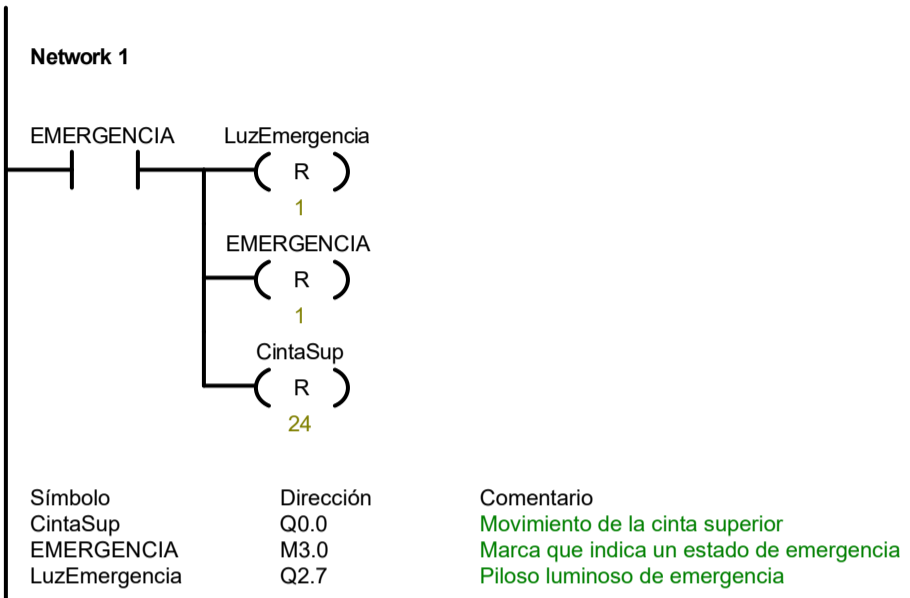 Network 1
EMERGENCIA LuzEmergencia
R
1
EMERGENCIA
R
1
CintaSup
R
24
Símbolo Dirección Comentario
CintaSup Q0.0 Movimiento de la cinta superior
EMERGENCIA M3.0 Marca que indica un estado de emergencia
LuzEmergencia Q2.7 Piloso luminoso de emergencia